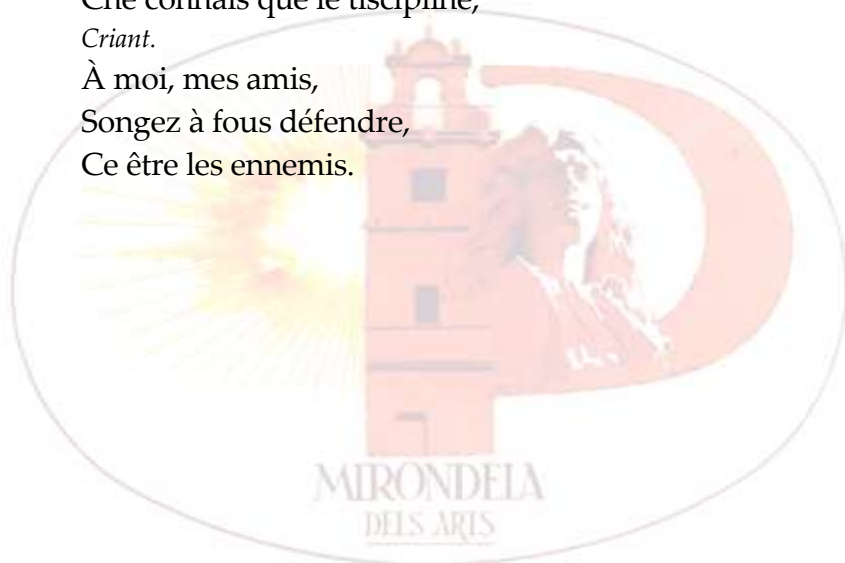 Che connais que le tiscipline,
Criant.
À moi, mes amis,
Songez à fous défendre,
Ce être les ennemis.
MIRONDELA
DELS ARTS